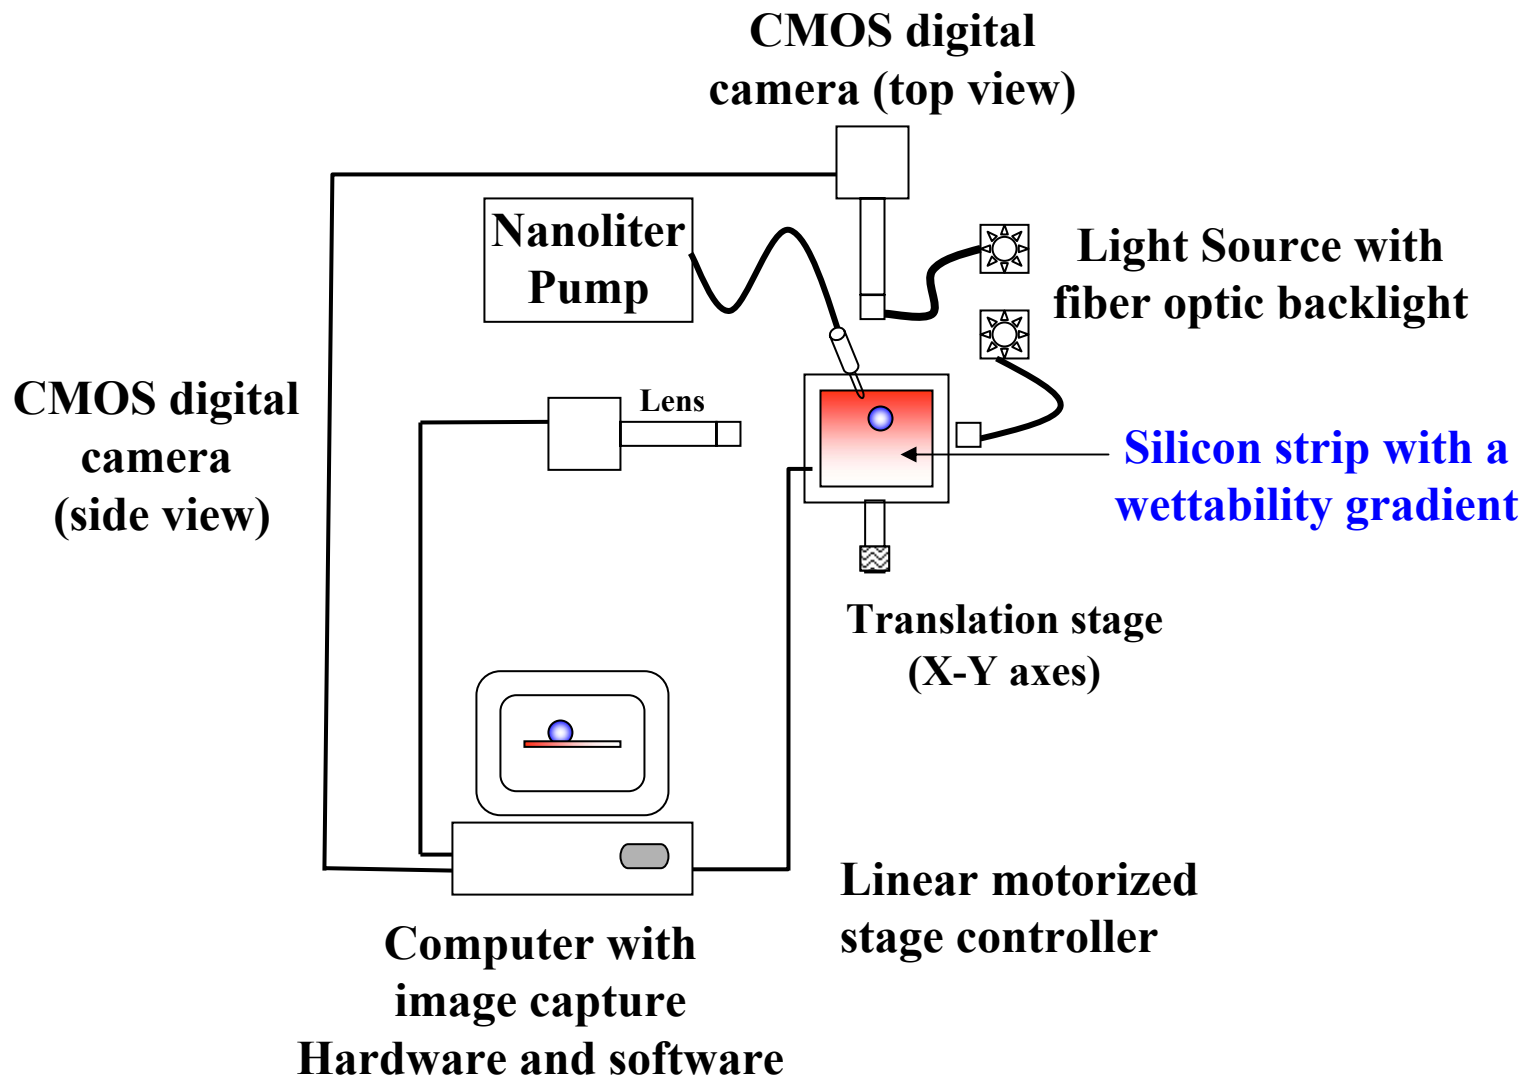 CMOS digital
camera (top view)
Nanoliter
Pump
Light Source with
fiber optic backlight
CMOS digital
camera
(side view)
Lens
Silicon strip with a
wettability gradient
Translation stage
(X-Y axes)
Linear motorized
stage controller
Computer with
image capture
Hardware and software